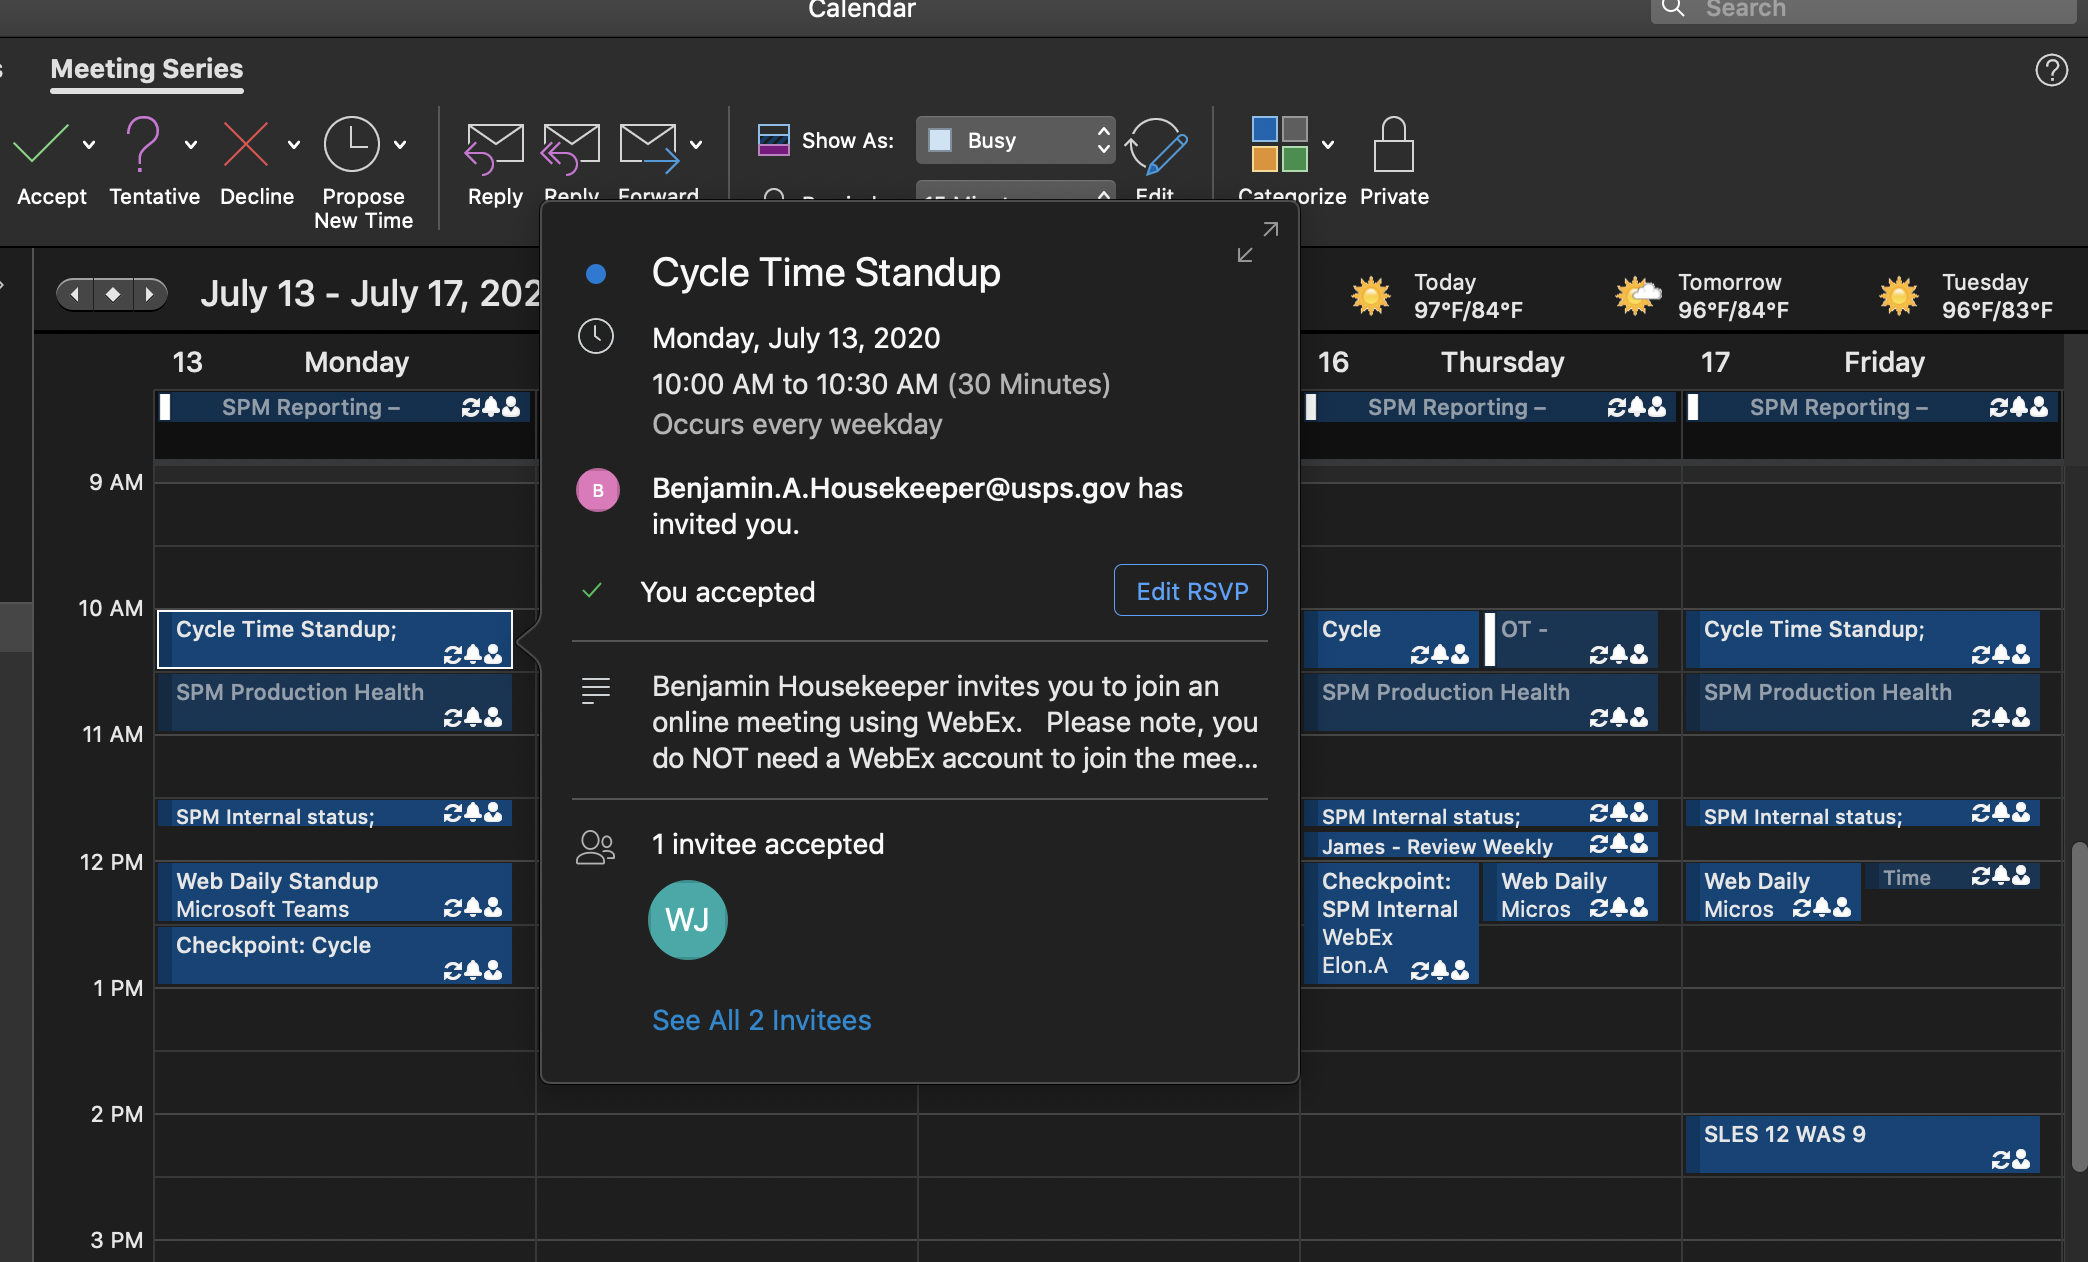 Calendar
Search
Meeting Series
Accept
Tentative
Decline
Propose
New Time
Reply
Reply
Forward
Show As:
Busy
Edit
Categorize
Private
July 13 - July 17, 202
Today
97°F/84°F
Tomorrow
96°F/84°F
Tuesday
96°F/83°F
13 Monday
16 Thursday
17 Friday
SPM Reporting –
SPM Reporting –
SPM Reporting –
9 AM
10 AM
11 AM
12 PM
1 PM
2 PM
3 PM
Cycle Time Standup;
SPM Production Health
SPM Internal status;
Web Daily Standup
Microsoft Teams
Checkpoint: Cycle
Cycle Time Standup
Monday, July 13, 2020
10:00 AM to 10:30 AM (30 Minutes)
Occurs every weekday
B
Benjamin.A.Housekeeper@usps.gov has
invited you.
You accepted
Edit RSVP
Benjamin Housekeeper invites you to join an
online meeting using WebEx. Please note, you
do NOT need a WebEx account to join the mee...
1 invitee accepted
WJ
See All 2 Invitees
Cycle
OT -
SPM Production Health
SPM Internal status;
James - Review Weekly
Checkpoint:
SPM Internal
WebEx
Elon.A
Web Daily
Micros
Cycle Time Standup;
SPM Production Health
SPM Internal status;
Web Daily
Micros
Time
SLES 12 WAS 9